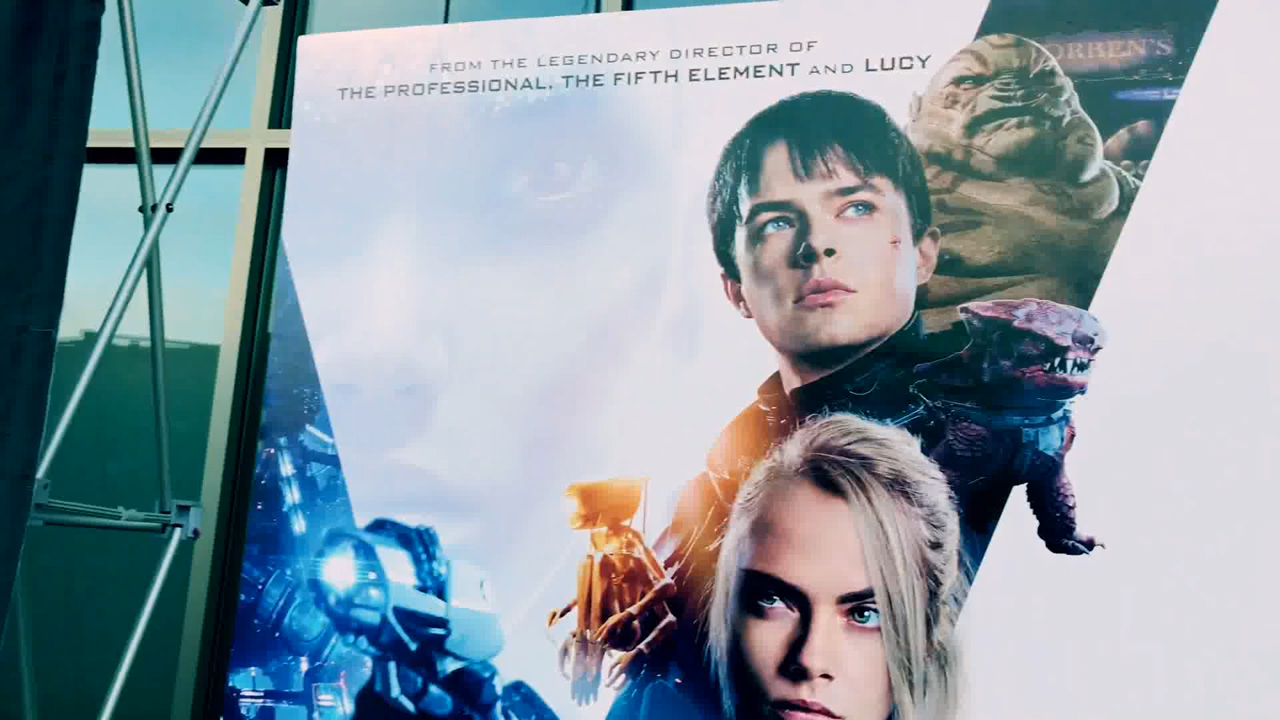 FROM THE LEGENDARY DIRECTOR OF
THE PROFESSIONAL, THE FIFTH ELEMENT AND LUCY
ORBEN'S